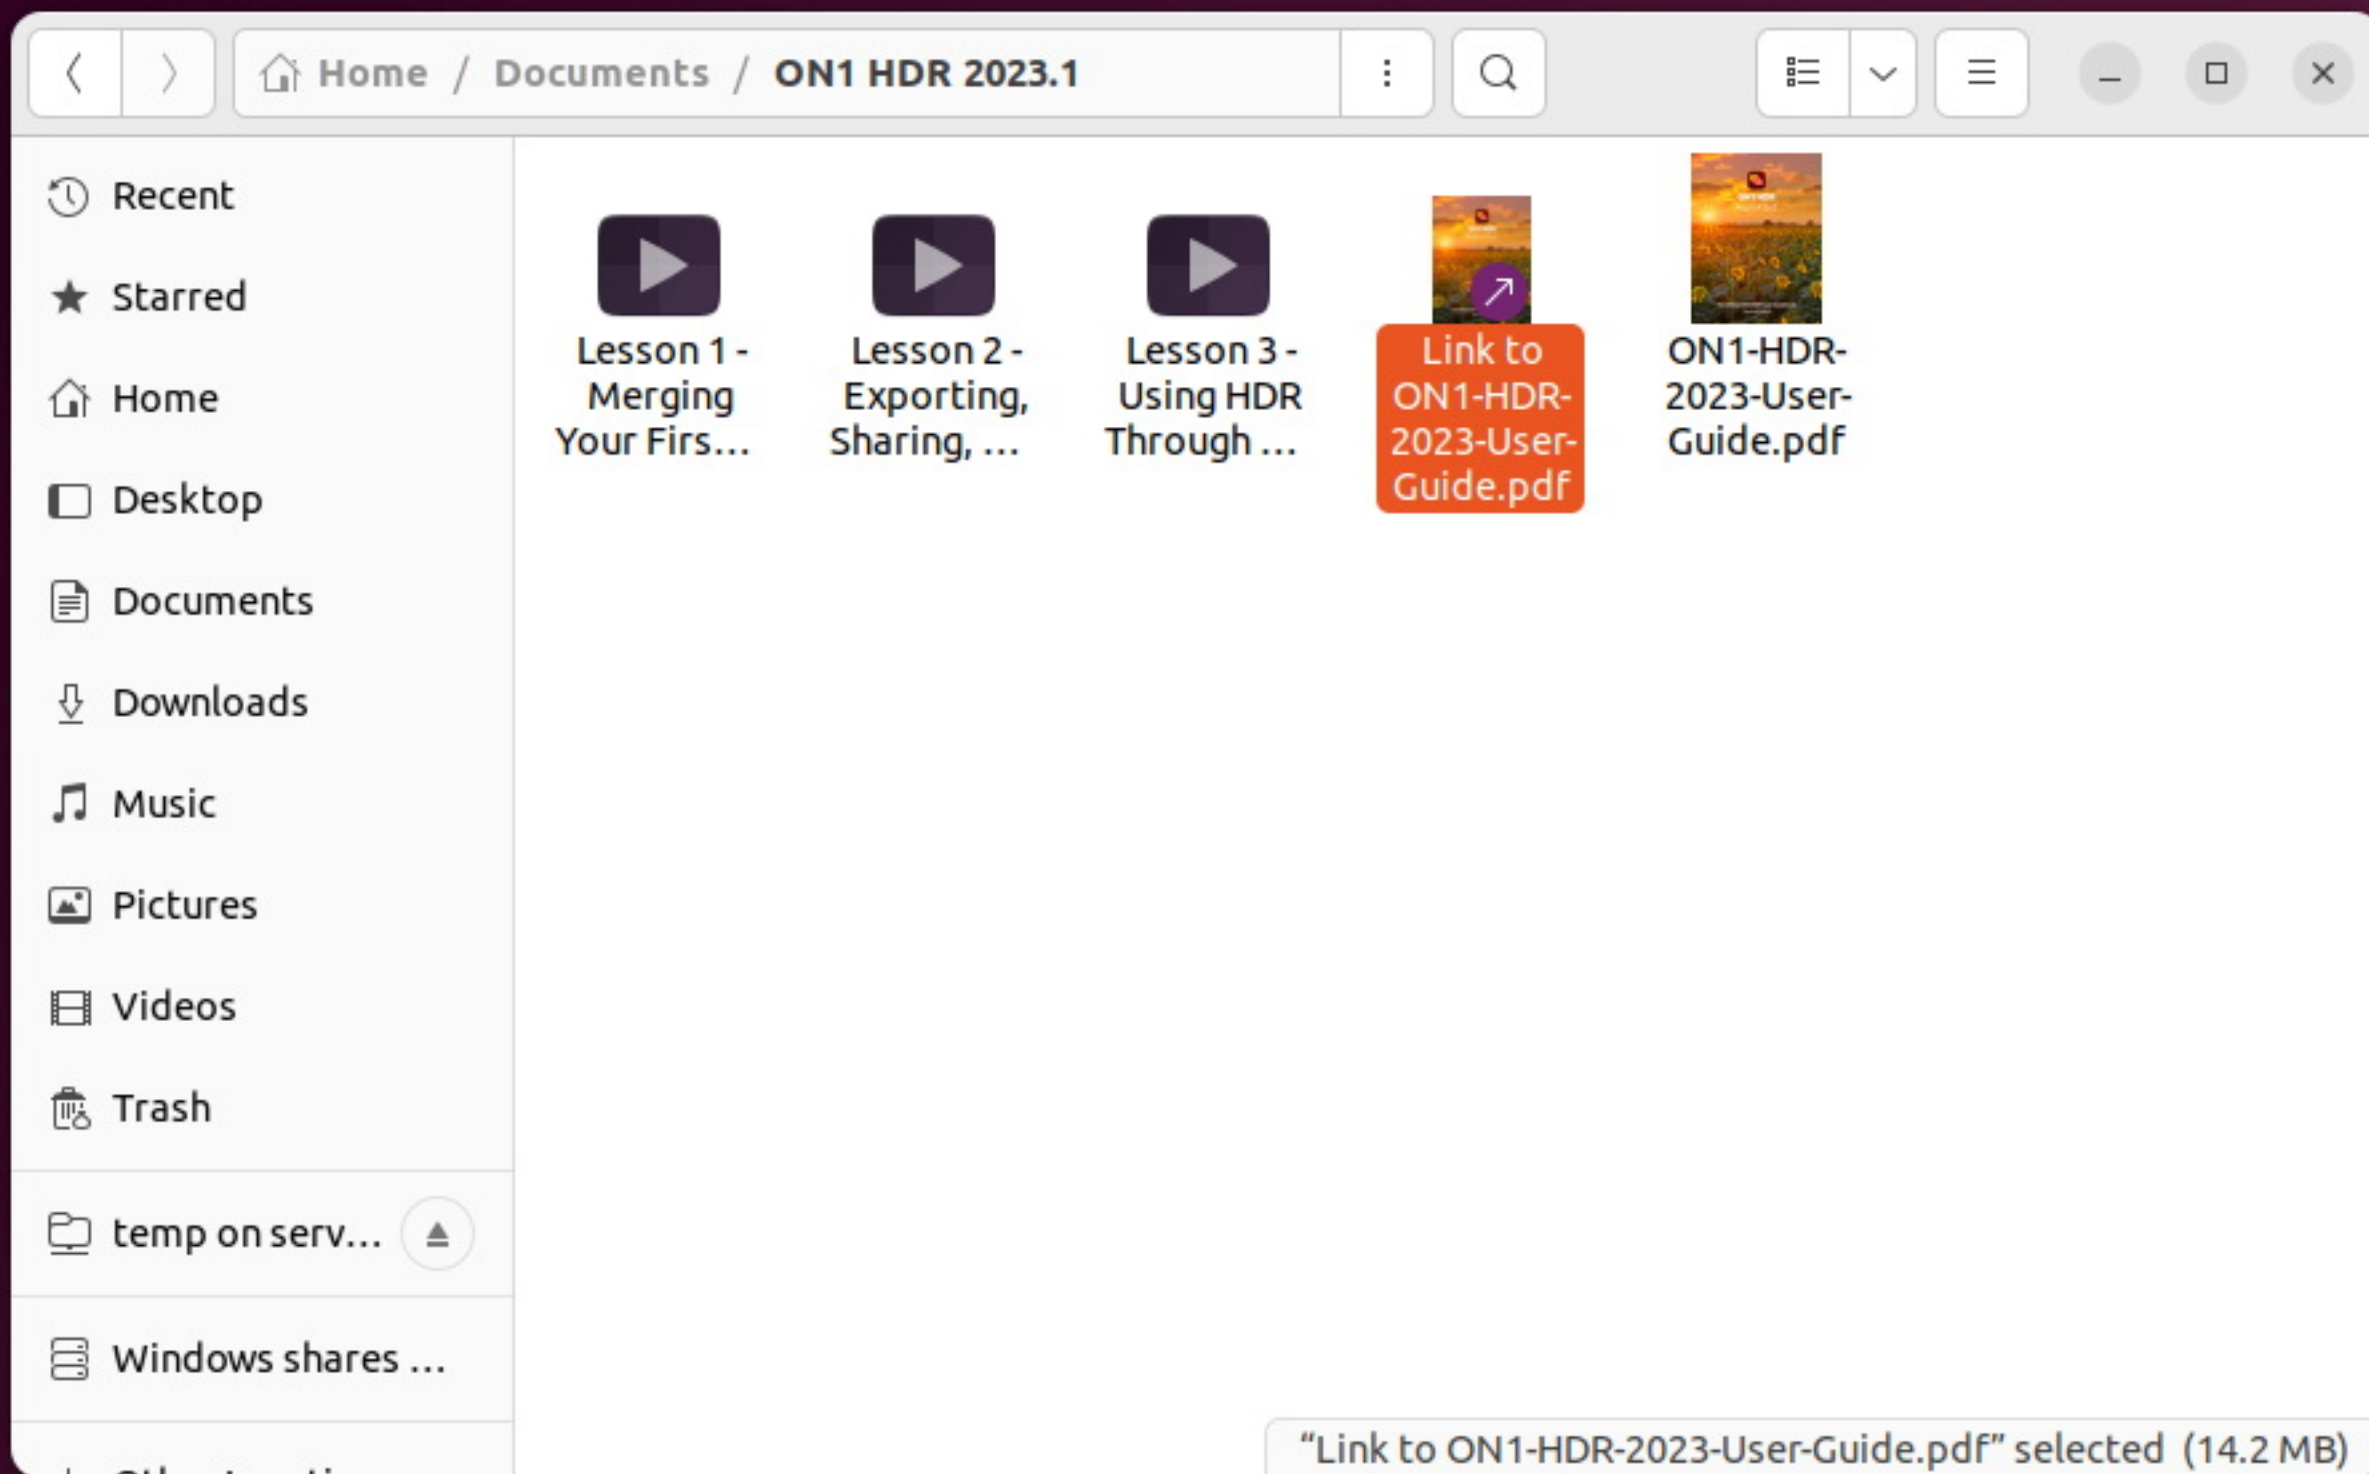 Home / Documents / ON1 HDR 2023.1
Recent
Starred
Home
Desktop
Documents
Downloads
Music
Pictures
Videos
Trash
temp on serv...
Windows shares ...
Lesson 1 -
Merging
Your Firs...
Lesson 2 -
Exporting,
Sharing, ...
Lesson 3 -
Using HDR
Through ...
Link to
ON1-HDR-
2023-User-
Guide.pdf
ON1-HDR-
2023-User-
Guide.pdf
“Link to ON1-HDR-2023-User-Guide.pdf” selected (14.2 MB)